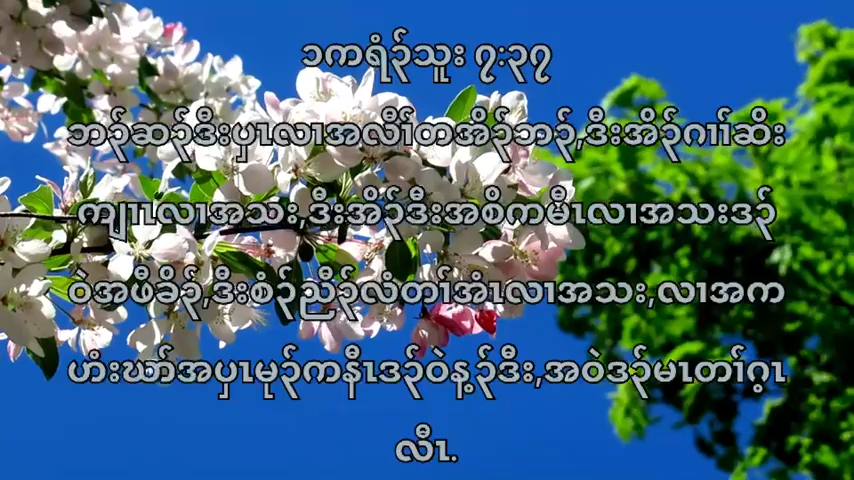 ၁ကရံၣ်သူး ၇:၃၇
ဘၣ်ဆၣ်ဒီးပှၤလၢအလီၢ်တအိၣ်ဘၣ်,ဒီးအိၣ်ဂၢၢ်ဆိး
ကျၢၤလၢအသး,ဒီးအိၣ်ဒီးအစိကမီၤလၢအသးဒၣ်
ဝဲအဖီခိၣ်,ဒီးစံၣ်ညီၣ်လံတၢ်အံၤလၢအသး,လၢအက
ဟံးဃာ်အပှၤမုၣ်ကနီၤဒၣ်ဝဲန့ၣ်ဒီး,အဝဲဒၣ်မၤတၢ်ဂ့ၤ
လီၤ.